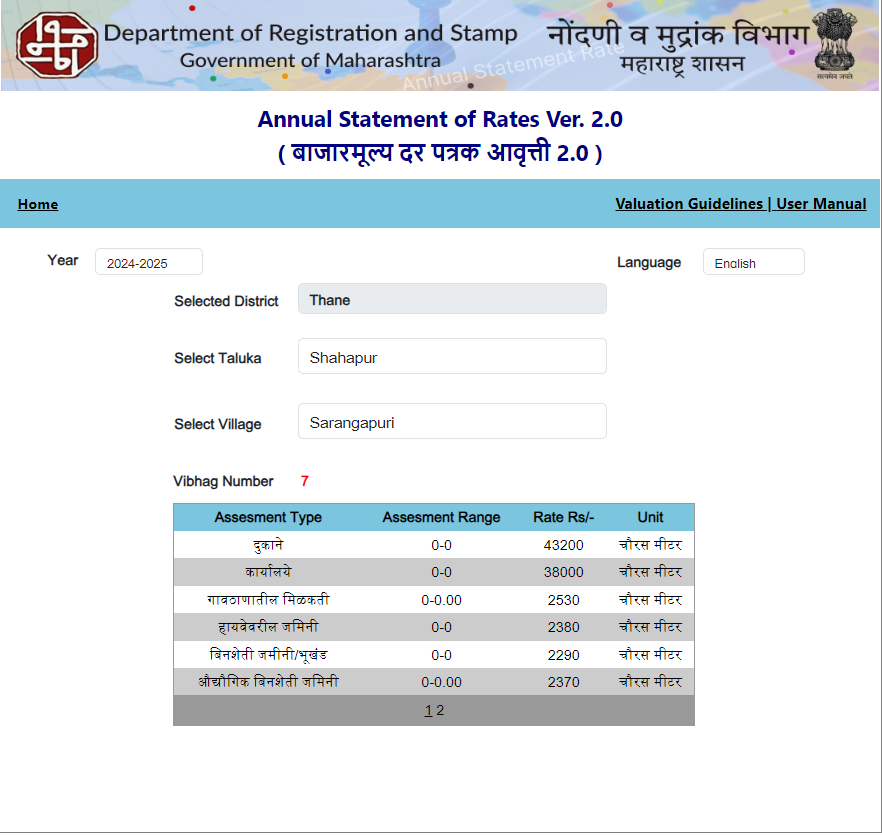 Department of Registration and Stamp
Government of Maharashtra
नोंदणी व मुद्रांक विभाग
महाराष्ट्र शासन
सत्यमेव जयते
Annual Statement Rate
Annual Statement of Rates Ver. 2.0
( बाजारमूल्य दर पत्रक आवृत्ती 2.0 )
Home Valuation Guidelines | User Manual
Year 2024-2025 Language English
Selected District Thane
Select Taluka Shahapur
Select Village Sarangapuri
Vibhag Number 7
Assesment Type Assesment Range Rate Rs/- Unit
दुकाने 0-0 43200 चौरस मीटर
कार्यालये 0-0 38000 चौरस मीटर
गावठाणातील मिळकती 0-0.00 2530 चौरस मीटर
हायवेवरील जमिनी 0-0 2380 चौरस मीटर
बिनशेती जमीनी/भूखंड 0-0 2290 चौरस मीटर
औद्यौगिक बिनशेती जमिनी 0-0.00 2370 चौरस मीटर
1 2